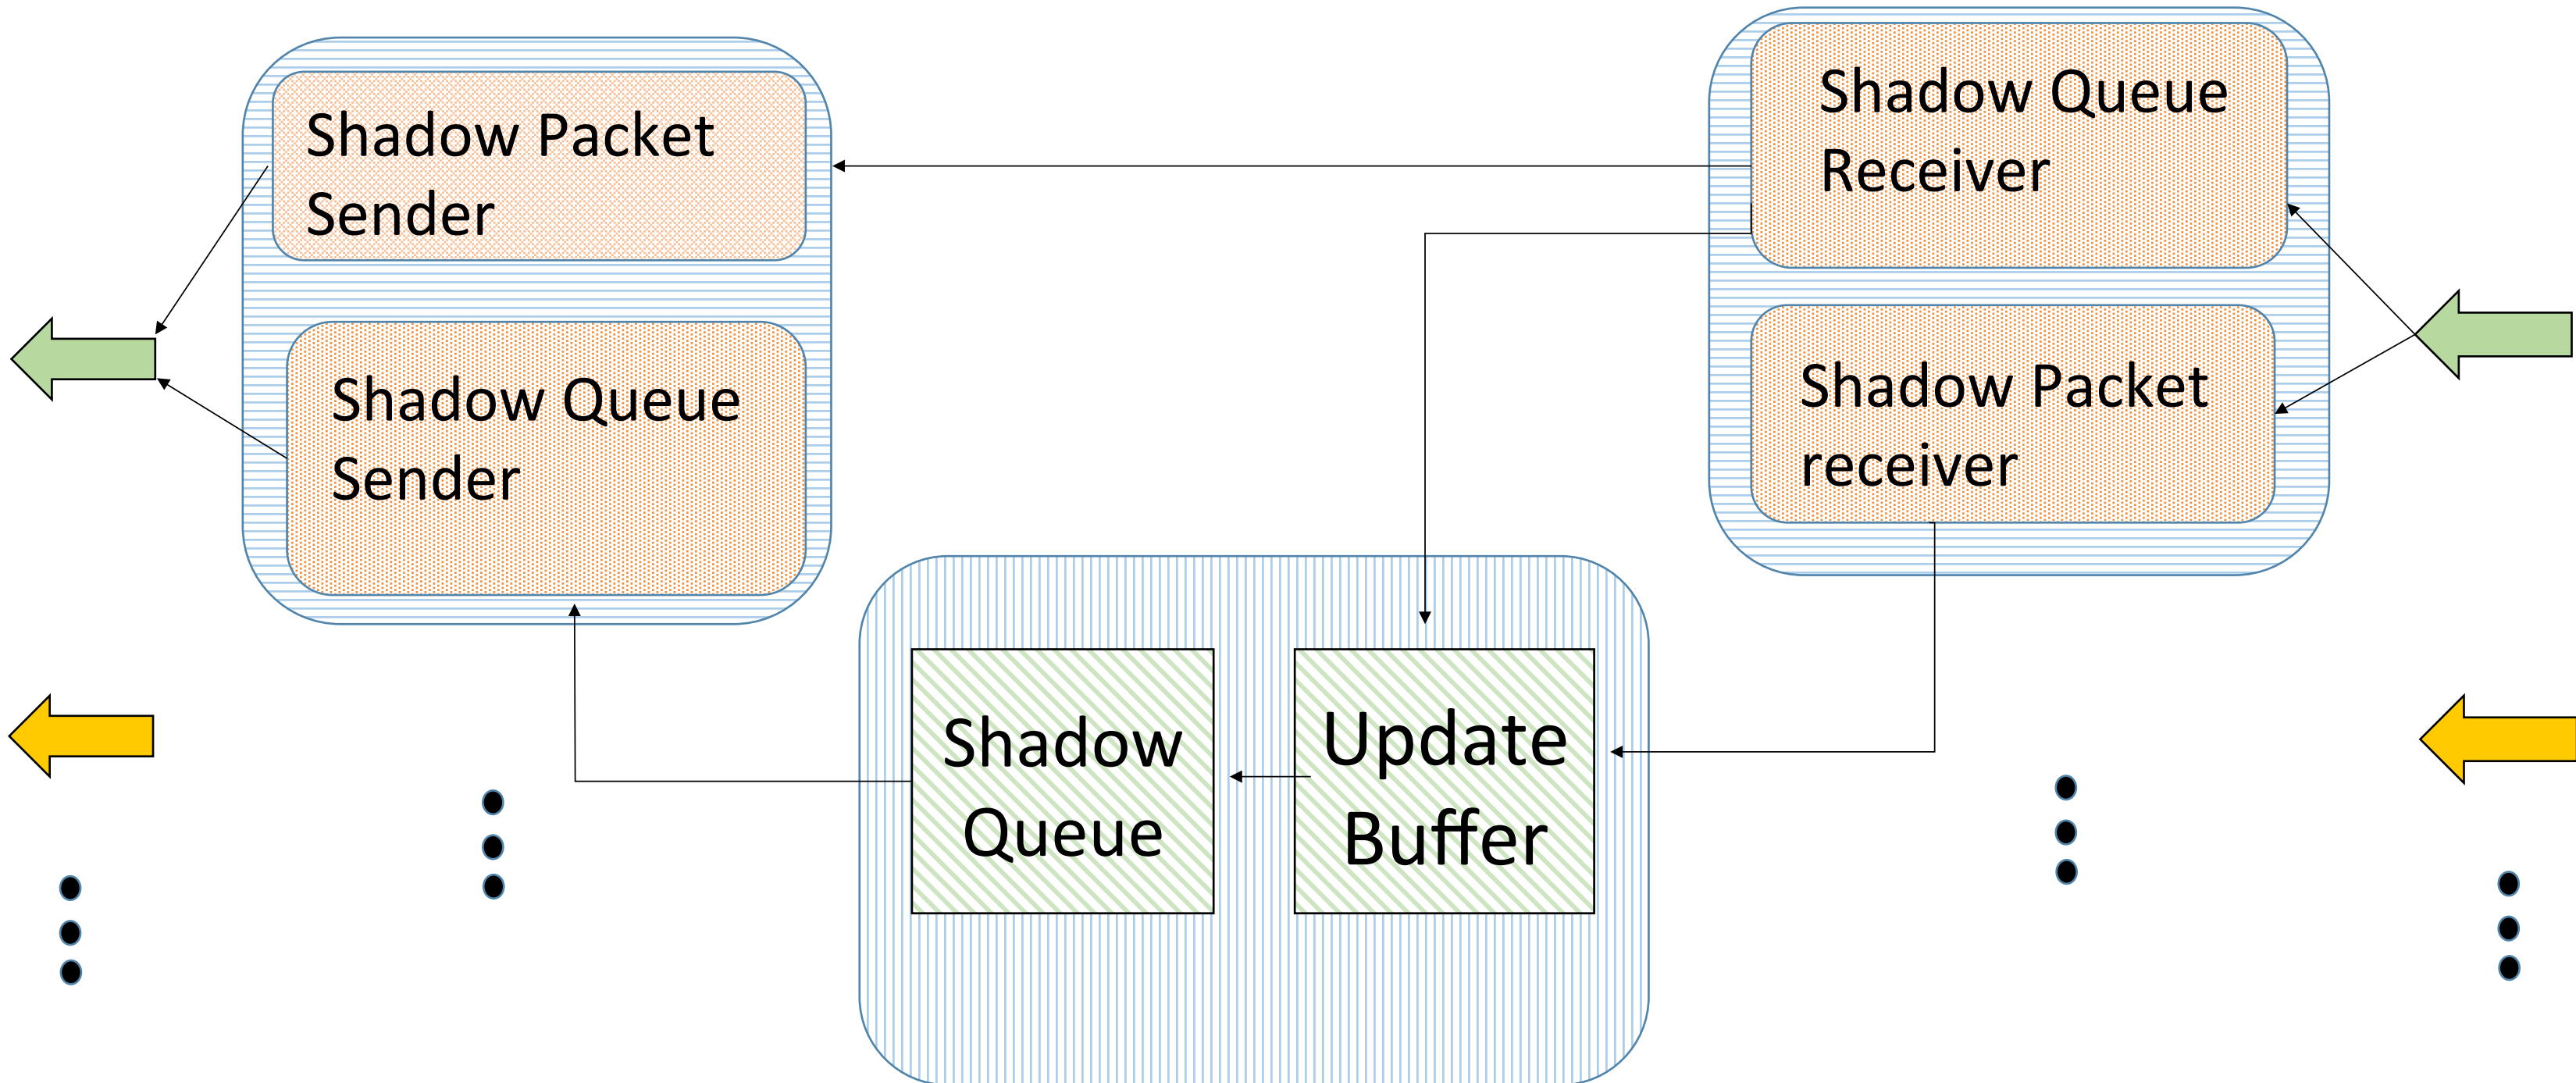 Shadow Packet
Sender
Shadow Queue
Sender
Shadow Queue
Receiver
Shadow Packet
receiver
Shadow
Queue
Update
Buffer